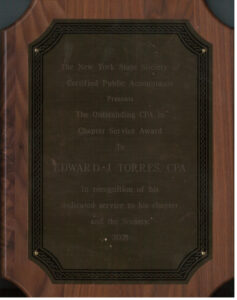 The New York State Society of
Certified Public Accountants
Presents
The Outstanding CPA in
Chapter Service Award
To
EDWARD J. TORRES, CPA
In recognition of his
dedicated service to his chapter
and the Society.